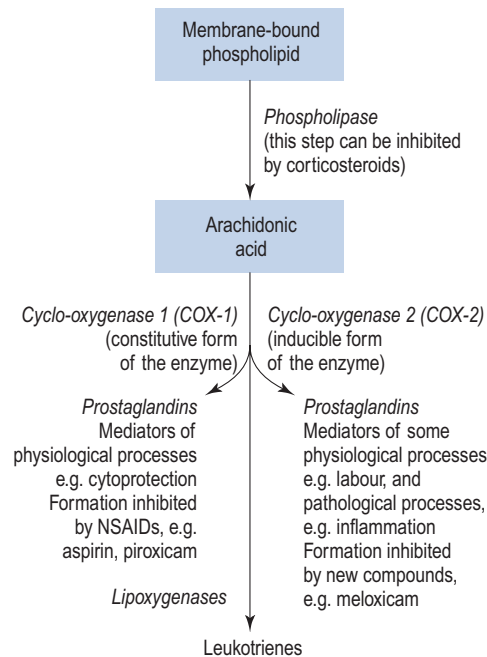 Membrane-bound
phospholipid
Phospholipase
(this step can be inhibited
by corticosteroids)
Arachidonic
acid
Cyclo-oxygenase 1 (COX-1)
(constitutive form
of the enzyme)
Cyclo-oxygenase 2 (COX-2)
(inducible form
of the enzyme)
Prostaglandins
Mediators of
physiological processes
e.g. cytoprotection
Formation inhibited
by NSAIDs, e.g.
aspirin, piroxicam
Prostaglandins
Mediators of some
physiological processes
e.g. labour, and
pathological processes,
e.g. inflammation
Formation inhibited
by new compounds,
e.g. meloxicam
Lipoxygenases
Leukotrienes